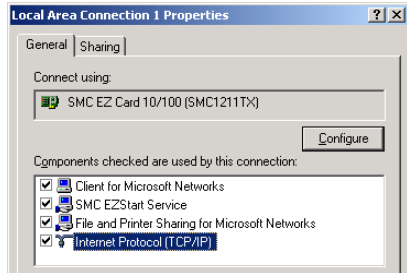 Local Area Connection 1 Properties
General Sharing
Connect using:
SMC EZ Card 10/100 (SMC1211TX)
Configure
Components checked are used by this connection:
Client for Microsoft Networks
SMC EZStart Service
File and Printer Sharing for Microsoft Networks
Internet Protocol (TCP/IP)